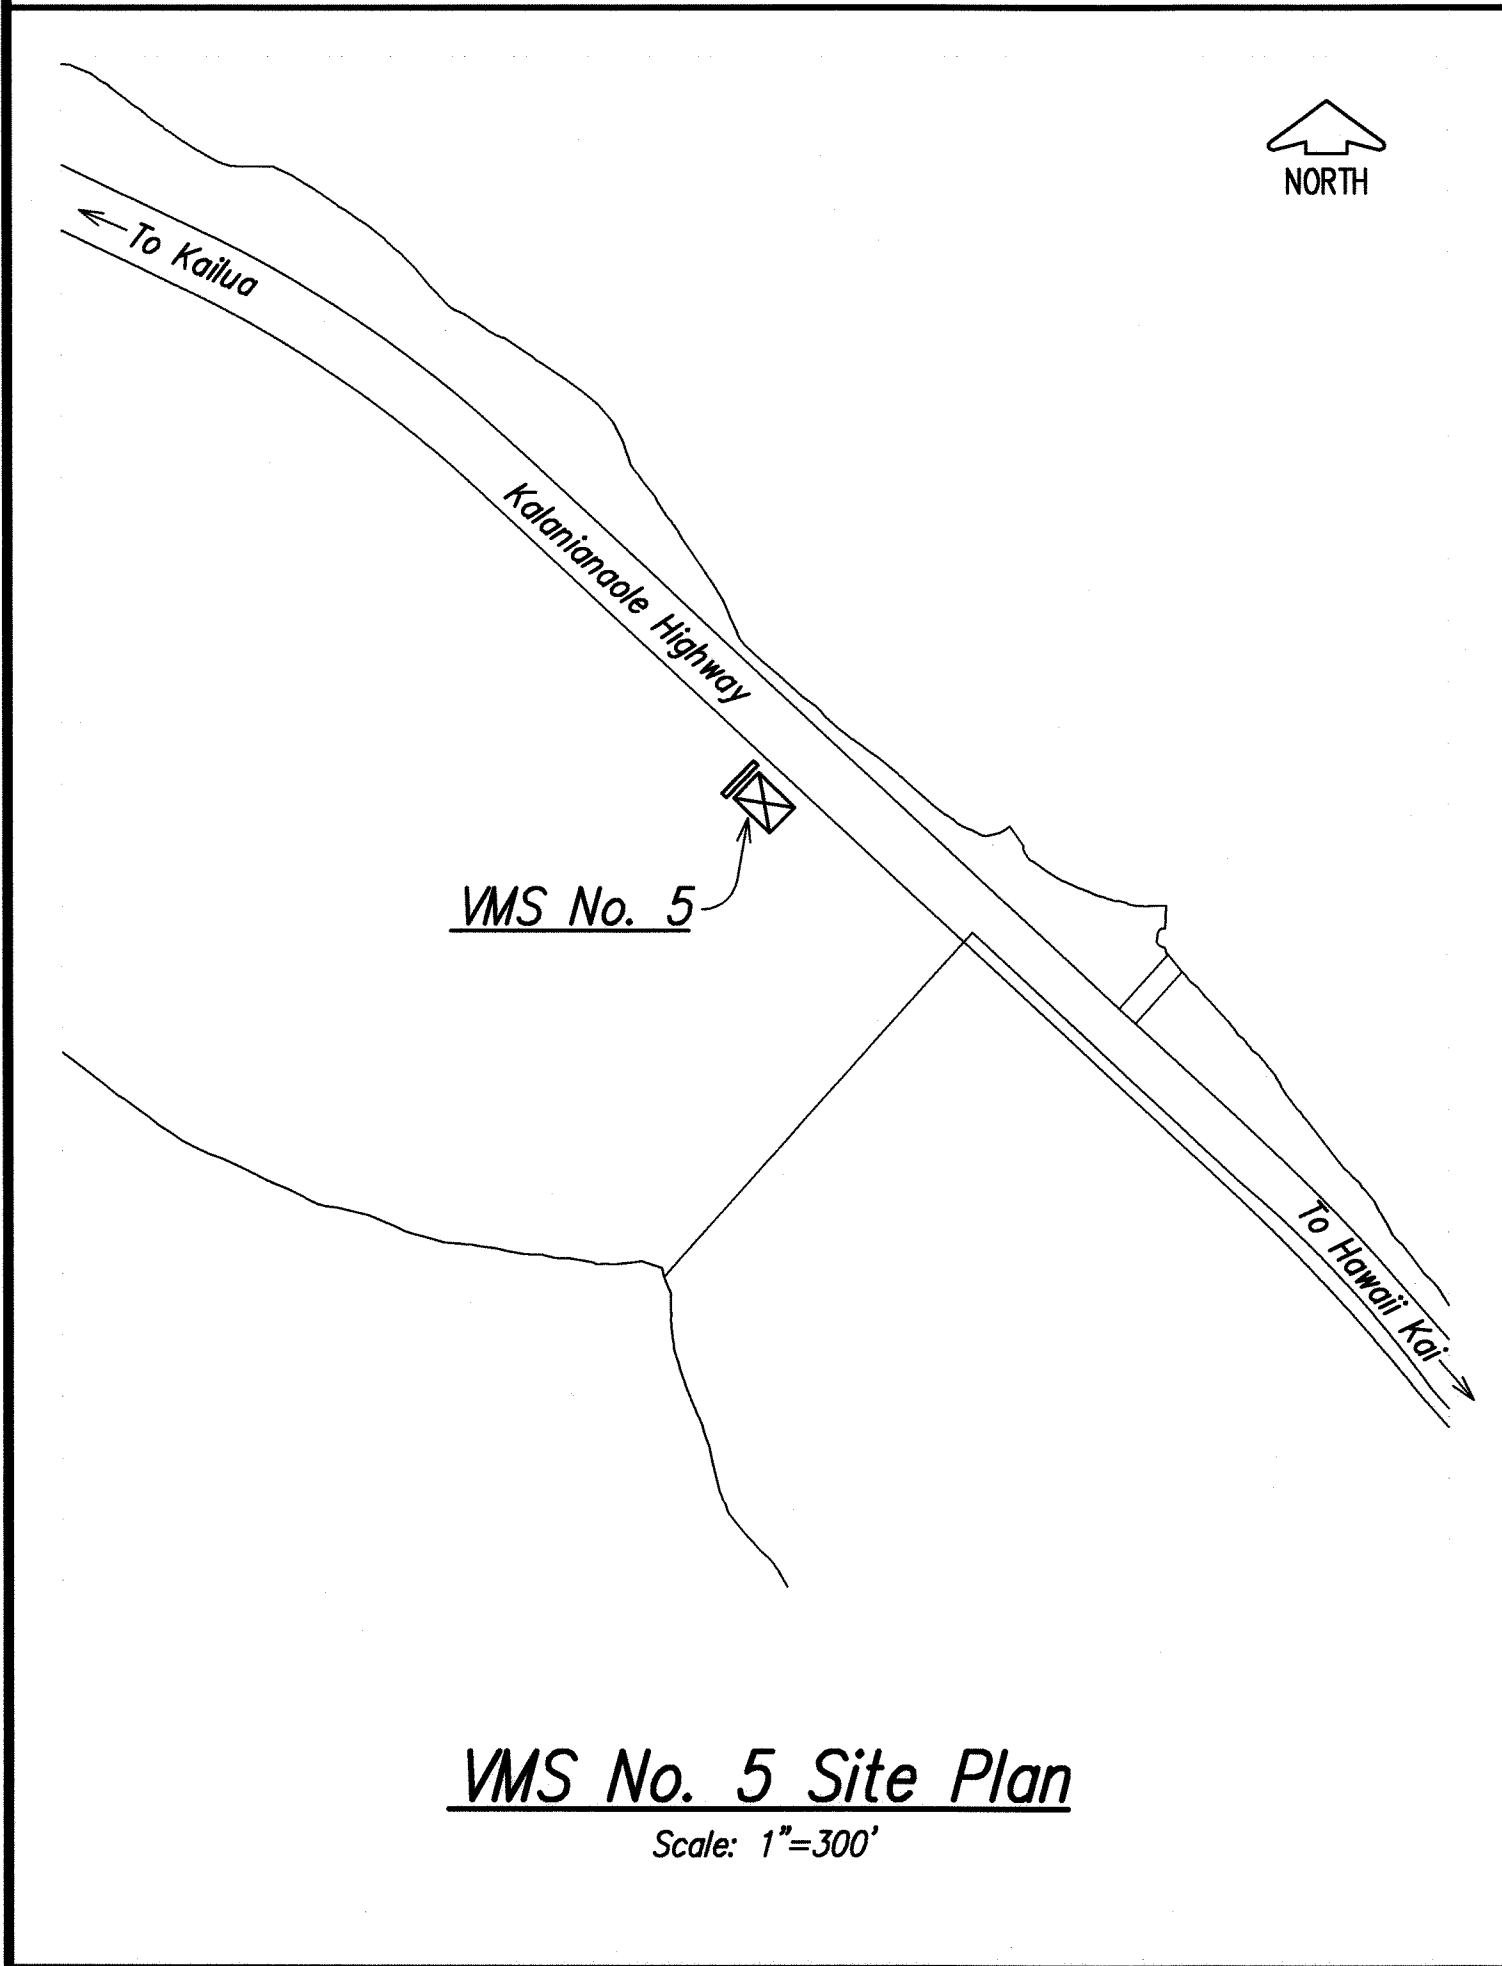 NORTH
To Kailua
Kalanianaole Highway
VMS No. 5
To Hawaii Kai
VMS No. 5 Site Plan
Scale: 1"=300'